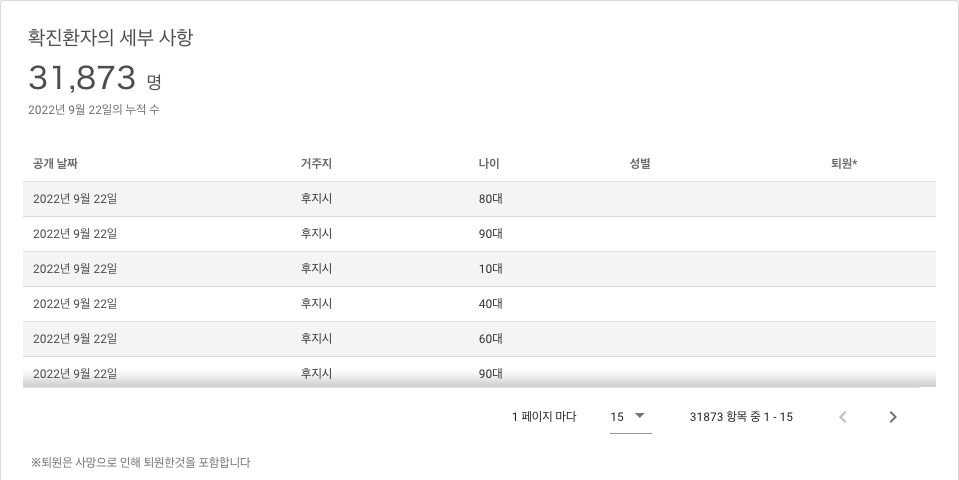 확진환자의 세부 사항
31,873 명
2022년 9월 22일의 누적 수
공개 날짜 거주지 나이 성별 퇴원*
2022년 9월 22일 후지시 80대
2022년 9월 22일 후지시 90대
2022년 9월 22일 후지시 10대
2022년 9월 22일 후지시 40대
2022년 9월 22일 후지시 60대
2022년 9월 22일 후지시 90대
1 페이지 마다 15 31873 항목 중 1 - 15
※퇴원은 사망으로 인해 퇴원한것을 포함합니다